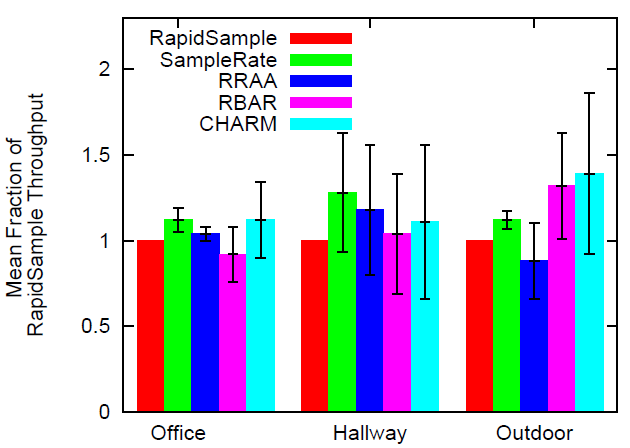 Mean Fraction of
RapidSample Throughput
2
1.5
1
0.5
0
RapidSample
SampleRate
RRAA
RBAR
CHARM
Office
Hallway
Outdoor